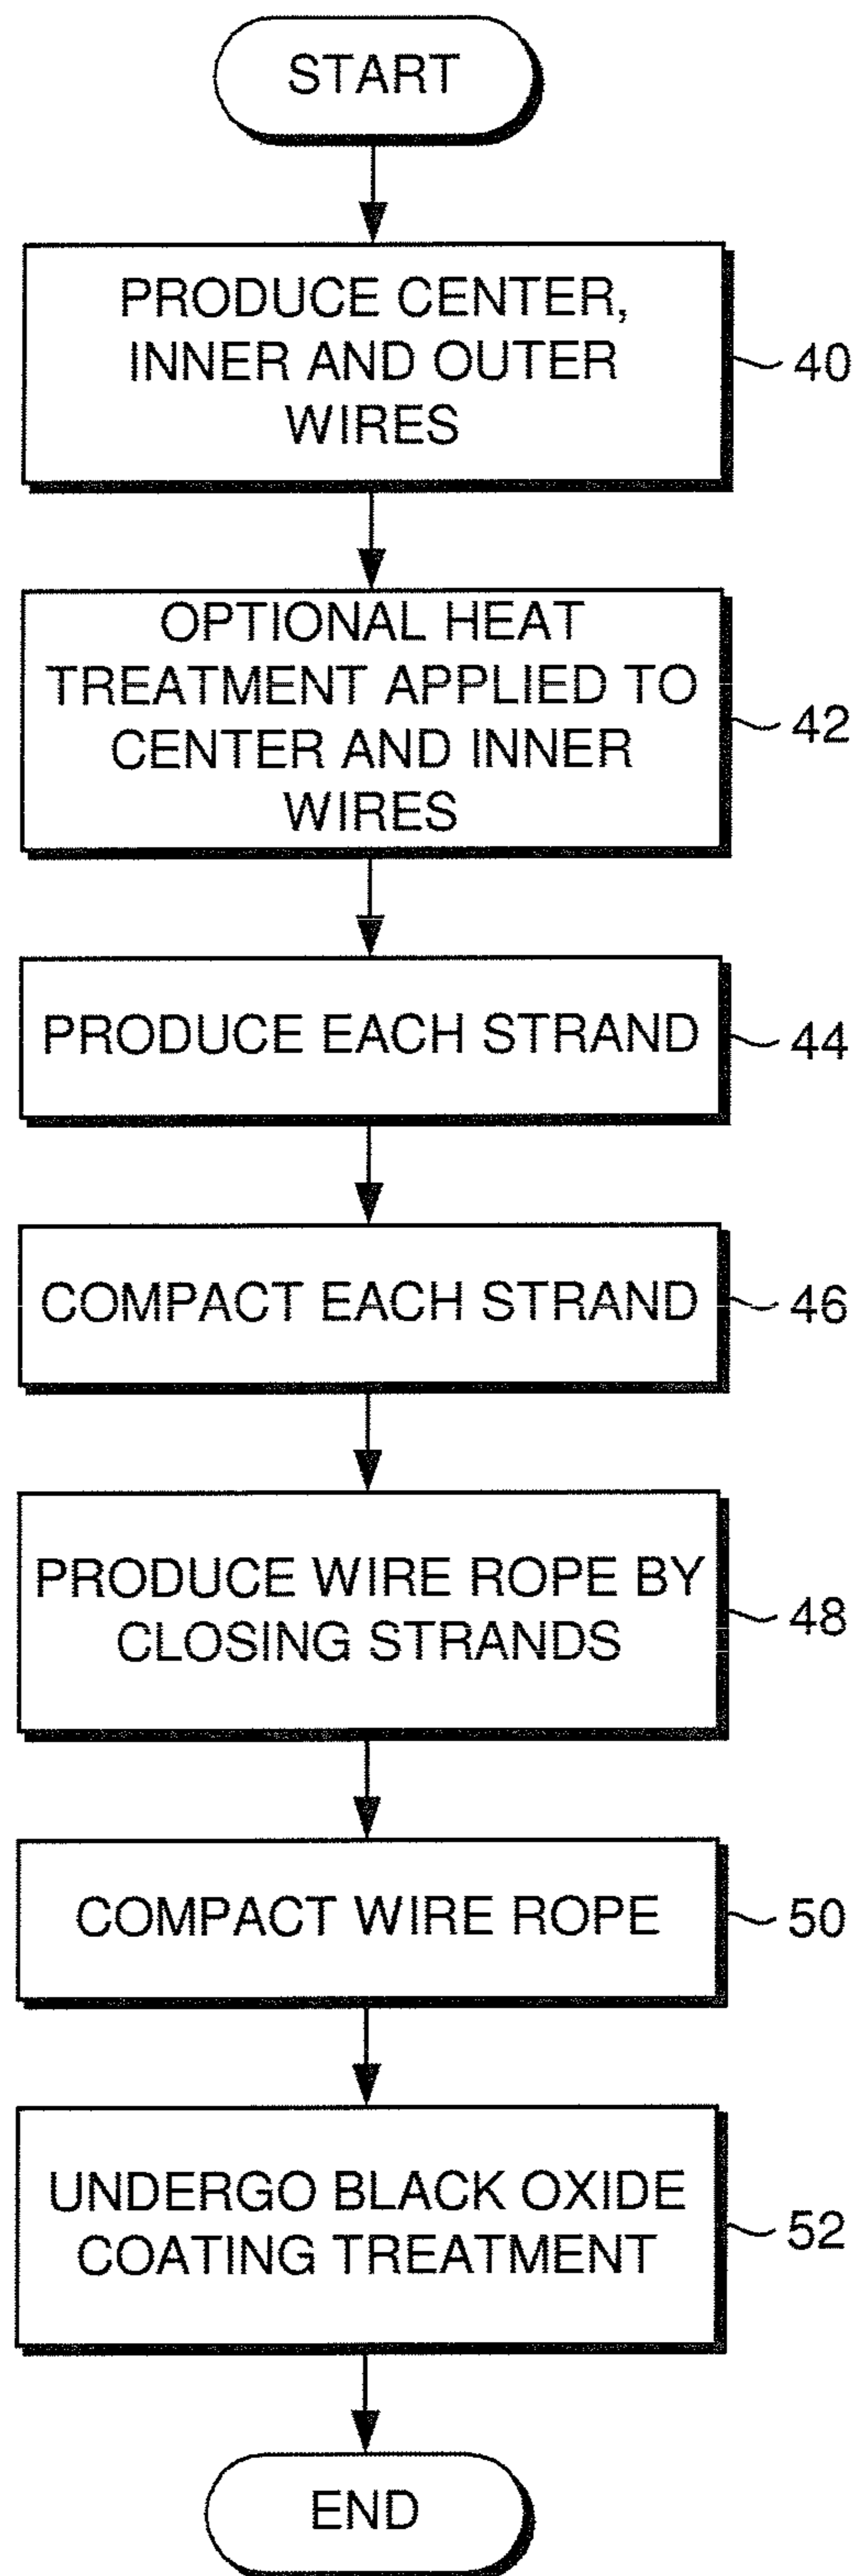 START
PRODUCE CENTER,
INNER AND OUTER
WIRES
40
OPTIONAL HEAT
TREATMENT APPLIED TO
CENTER AND INNER
WIRES
42
PRODUCE EACH STRAND
44
COMPACT EACH STRAND
46
PRODUCE WIRE ROPE BY
CLOSING STRANDS
48
COMPACT WIRE ROPE
50
UNDERGO BLACK OXIDE
COATING TREATMENT
52
END